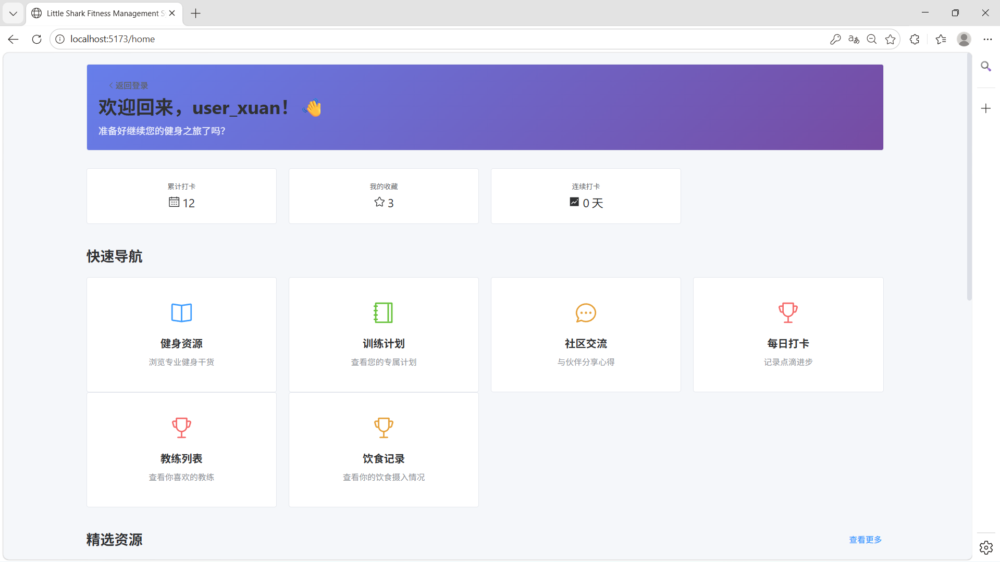 Little Shark Fitness Management S
localhost:5173/home
返回登录
欢迎回来，user_xuan！ 👋
准备好继续您的健身之旅了吗？
累计打卡
12
我的收藏
3
连续打卡
0 天
快速导航
健身资源
浏览专业健身干货
训练计划
查看您的专属计划
社区交流
与伙伴分享心得
每日打卡
记录点滴进步
教练列表
查看你喜欢的教练
饮食记录
查看你的饮食摄入情况
精选资源
查看更多